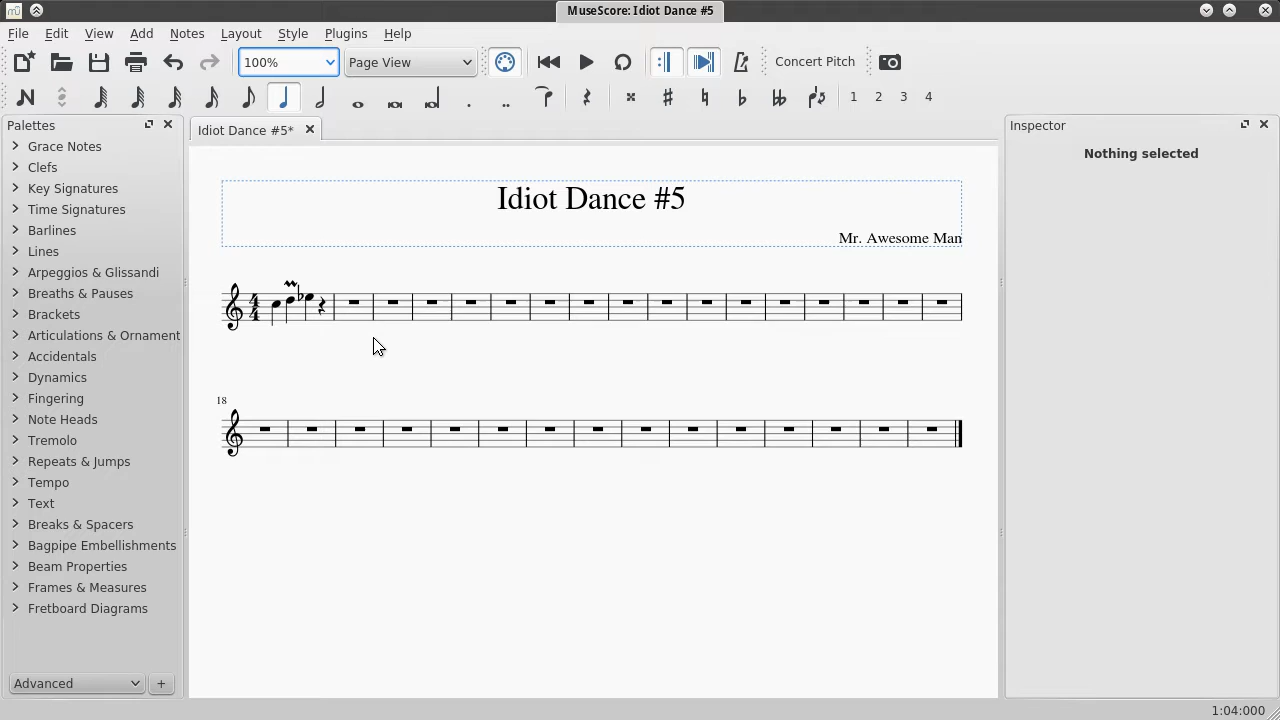 MuseScore: Idiot Dance #5
File Edit View Add Notes Layout Style Plugins Help
100% Page View Concert Pitch
1 2 3 4
Palettes
Grace Notes
Clefs
Key Signatures
Time Signatures
Barlines
Lines
Arpeggios & Glissandi
Breaths & Pauses
Brackets
Articulations & Ornament
Accidentals
Dynamics
Fingering
Note Heads
Tremolo
Repeats & Jumps
Tempo
Text
Breaks & Spacers
Bagpipe Embellishments
Beam Properties
Frames & Measures
Fretboard Diagrams
Advanced +
Idiot Dance #5*
Idiot Dance #5
Mr. Awesome Man
4
4
18
Inspector
Nothing selected
1:04:000